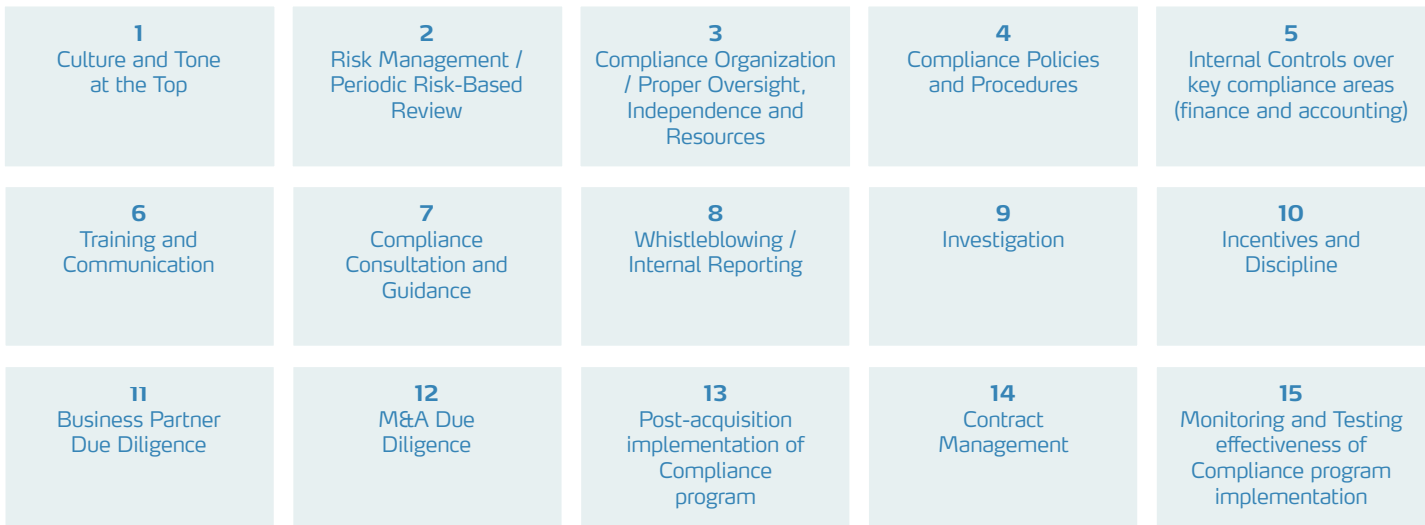 1
Culture and Tone
at the Top
2
Risk Management /
Periodic Risk-Based
Review
3
Compliance Organization
/ Proper Oversight,
Independence and
Resources
4
Compliance Policies
and Procedures
5
Internal Controls over
key compliance areas
(finance and accounting)
6
Training and
Communication
7
Compliance
Consultation and
Guidance
8
Whistleblowing /
Internal Reporting
9
Investigation
10
Incentives and
Discipline
11
Business Partner
Due Diligence
12
M&A Due
Diligence
13
Post-acquisition
implementation of
Compliance
program
14
Contract
Management
15
Monitoring and Testing
effectiveness of
Compliance program
implementation